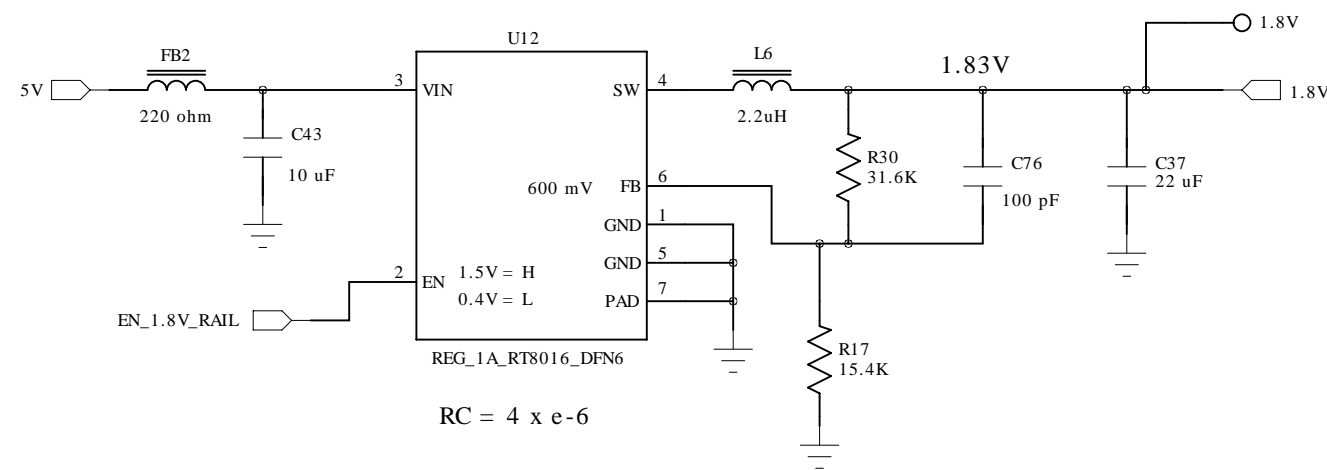 U12
1.8V
FB2
L6
1.83V
5V
3
VIN
SW
4
1.8V
220 ohm
2.2uH
C43
10 uF
R30
31.6K
C76
100 pF
C37
22 uF
600 mV
FB
6
GND
1
GND
5
2
EN
1.5V = H
0.4V = L
PAD
7
EN_1.8V_RAIL
R17
15.4K
REG_1A_RT8016_DFN6
RC = 4 x e-6